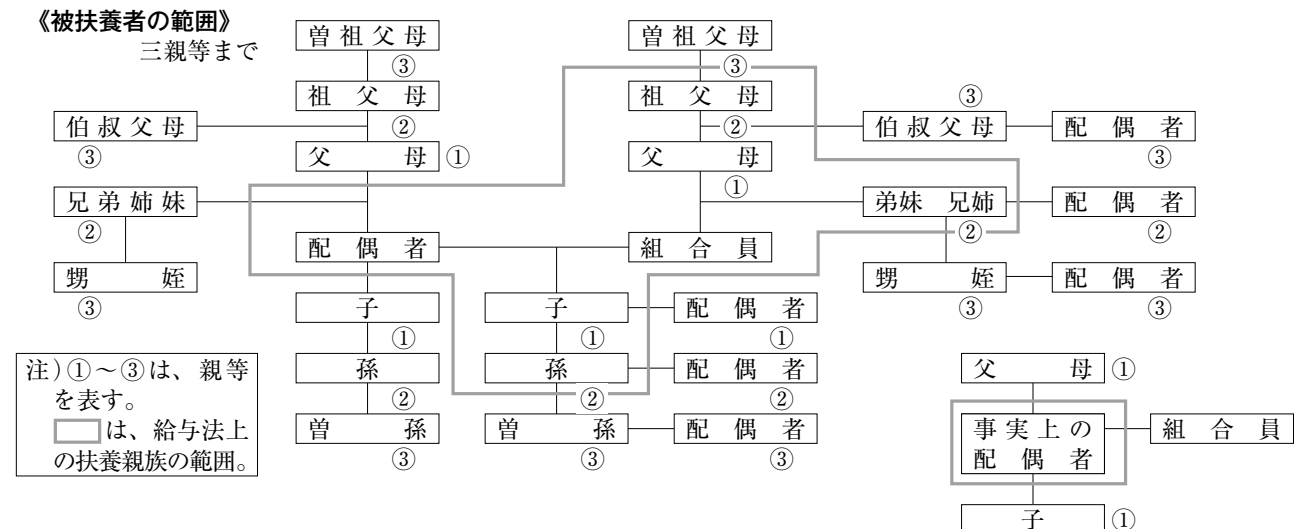 《被扶養者の範囲》
三親等まで
曽祖父母
曽祖父母
③
③
祖父母
祖父母
③
伯叔父母
②
②
伯叔父母
配偶者
③
父母
①
父母
③
①
兄弟姉妹
弟妹 兄姉
配偶者
②
配偶者
組合員
②
②
甥姪
甥姪
配偶者
③
③
③
子
子
配偶者
①
①
①
注)①〜③は、親等
を表す。
は、給与法上
の扶養親族の範囲。
孫
孫
配偶者
②
②
②
曽孫
曽孫
配偶者
③
③
③
父母
①
事実上の
配偶者
組合員
子
①